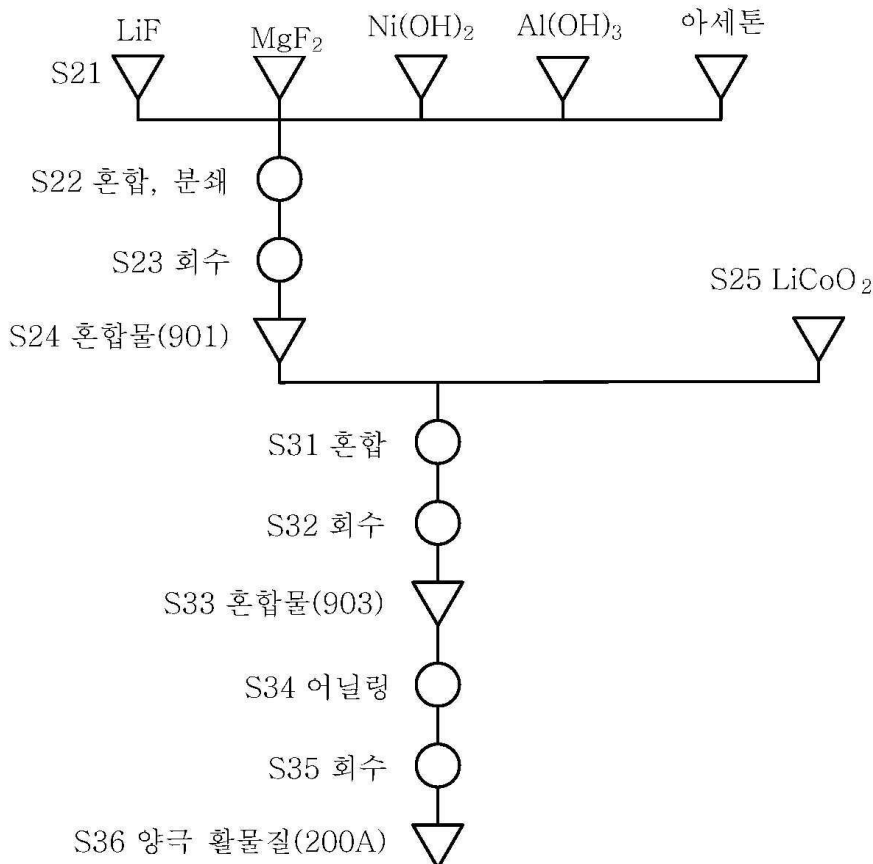 LiF MgF₂ Ni(OH)₂ Al(OH)₃ 아세톤
S21
S22 혼합, 분쇄
S23 회수
S25 LiCoO₂
S24 혼합물(901)
S31 혼합
S32 회수
S33 혼합물(903)
S34 어닐링
S35 회수
S36 양극 활물질(200A)